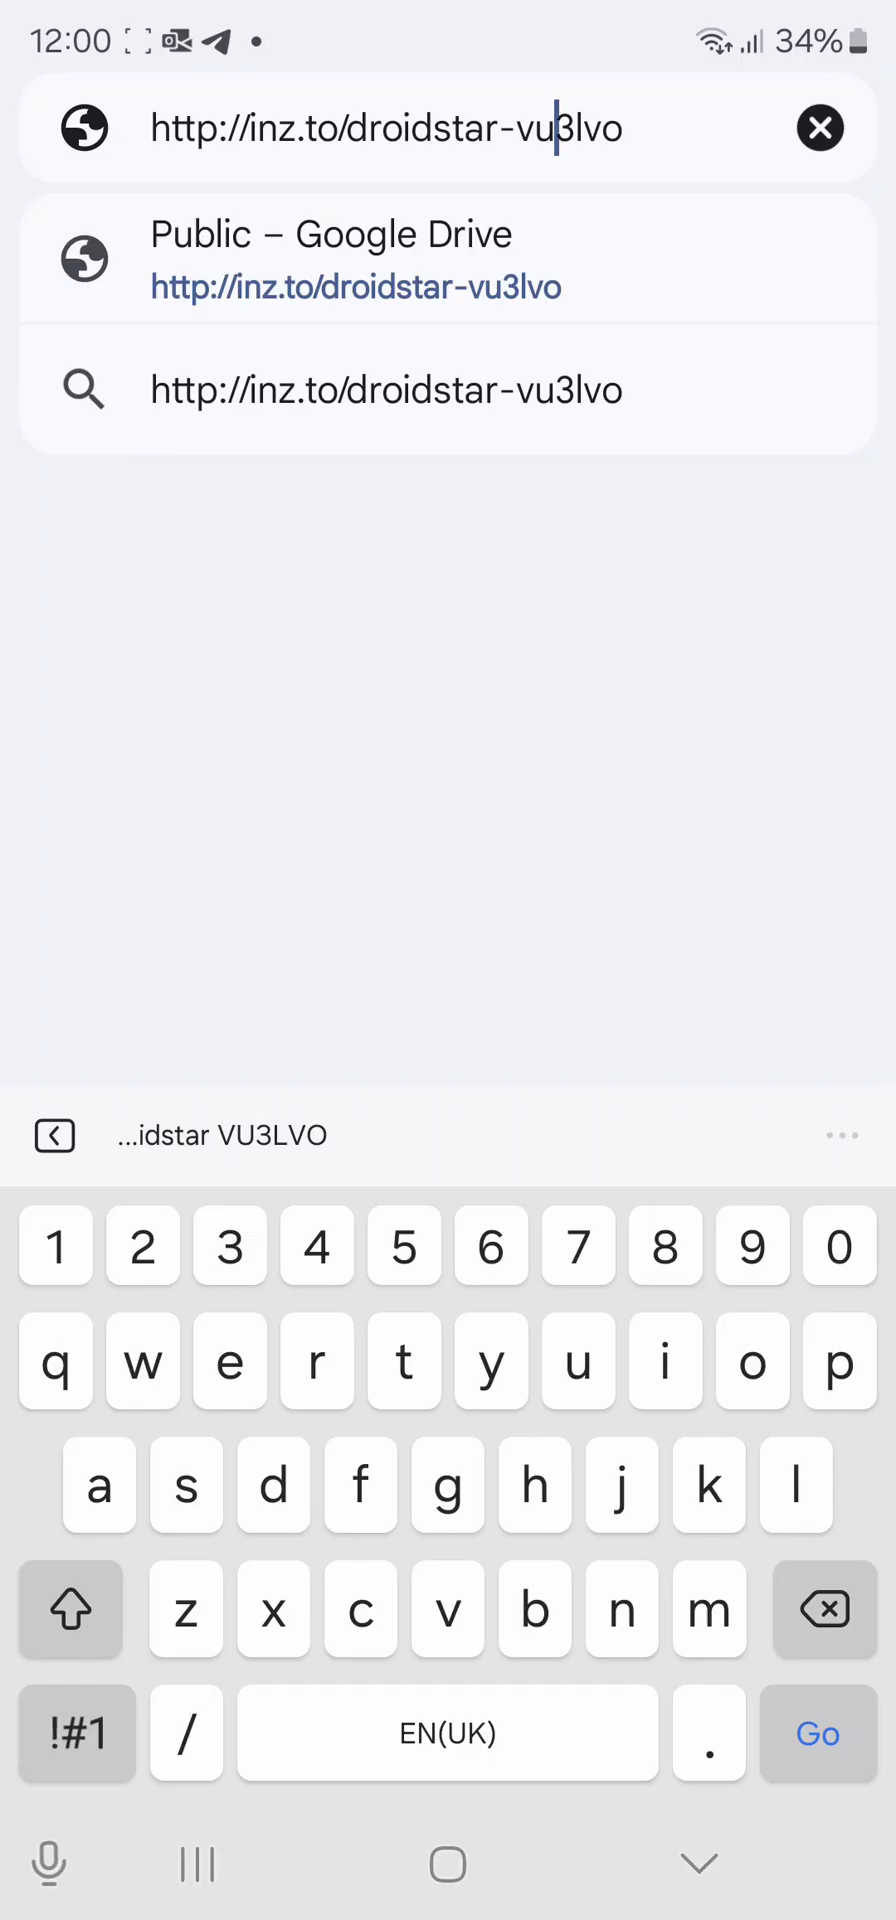 12:00 34%
http://inz.to/droidstar-vu3lvo
Public – Google Drive
http://inz.to/droidstar-vu3lvo
http://inz.to/droidstar-vu3lvo
...idstar VU3LVO
1 2 3 4 5 6 7 8 9 0
q w e r t y u i o p
a s d f g h j k l
z x c v b n m
!#1 / EN(UK) . Go